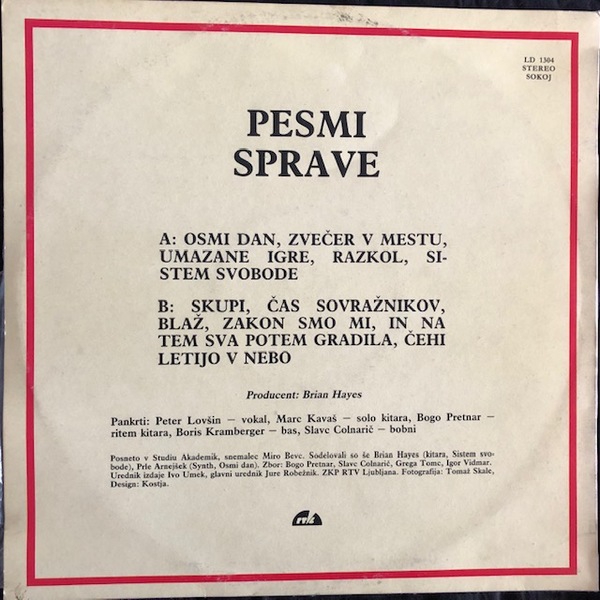 LD 1304
STEREO
SOKOJ
PESMI
SPRAVE
A: OSMI DAN, ZVEČER V MESTU,
UMAZANE IGRE, RAZKOL, SI-
STEM SVOBODE
B: SKUPI, ČAS SOVRAŽNIKOV,
BLAŽ, ZAKON SMO MI, IN NA
TEM SVA POTEM GRADILA, ČEHI
LETIJO V NEBO
Producent: Brian Hayes
Pankrti: Peter Lovšin — vokal, Marc Kavaš — solo kitara, Bogo Pretnar —
ritem kitara, Boris Kramberger — bas, Slavc Colnarič — bobni
Posneto v Studiu Akademik, snemalec Miro Bevc. Sodelovali so še Brian Hayes (kitara, Sistem svo-
bode), Prle Arnejšek (Synth, Osmi dan). Zbor: Bogo Pretnar, Slavc Colnarič, Grega Tomc, Igor Vidmar.
Urednik izdaje Ivo Umek, glavni urednik Jure Robežnik. ZKP RTV Ljubljana. Fotografija: Tomaž Skale,
Design: Kostja.